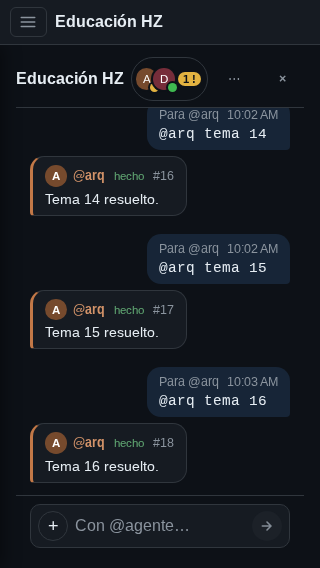 Educación HZ
Educación HZ A D 1 ! ... ×
Para @arq 10:02 AM
@arq tema 14
A @arq hecho #16
Tema 14 resuelto.
Para @arq 10:02 AM
@arq tema 15
A @arq hecho #17
Tema 15 resuelto.
Para @arq 10:03 AM
@arq tema 16
A @arq hecho #18
Tema 16 resuelto.
+ Con @agente…